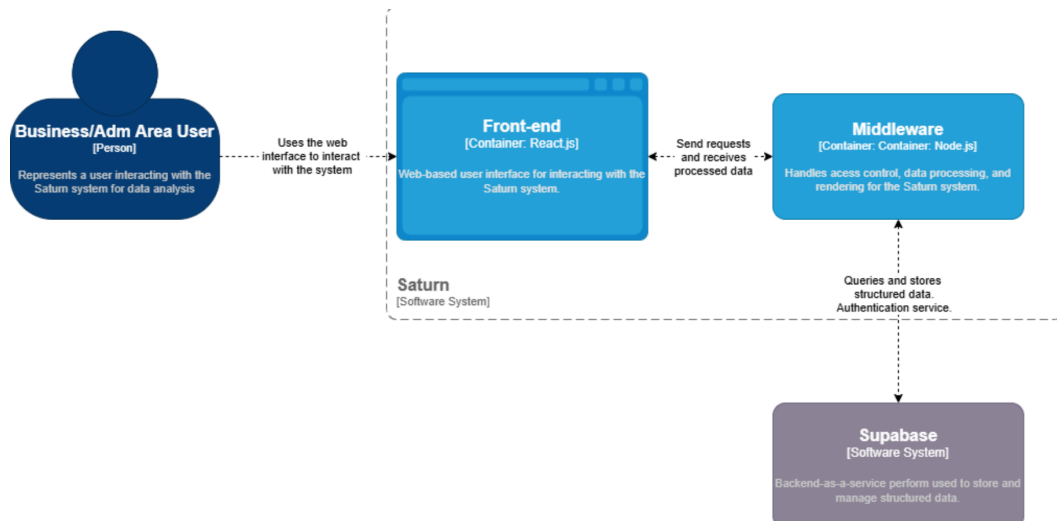 Business/Adm Area User
[Person]
Represents a user interacting with the
Saturn system for data analysis
Uses the web
interface to interact
with the system
Front-end
[Container: React.js]
Web-based user interface for interacting with the
Saturn system.
Send requests
and receives
processed data
Middleware
[Container: Container: Node.js]
Handles acess control, data processing, and
rendering for the Saturn system.
Saturn
[Software System]
Queries and stores
structured data.
Authentication service.
Supabase
[Software System]
Backend-as-a-service perform used to store and
manage structured data.